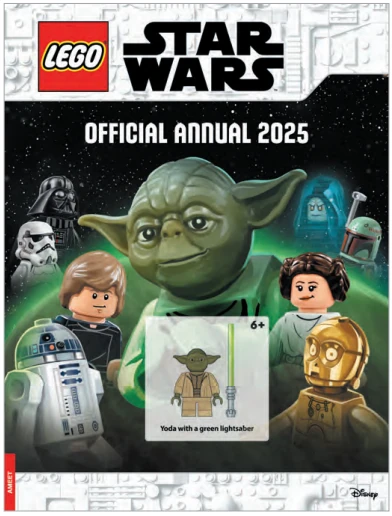 LEGO
STAR
WARS
OFFICIAL ANNUAL 2025
6+
Yoda with a green lightsaber
AMEET
Disney